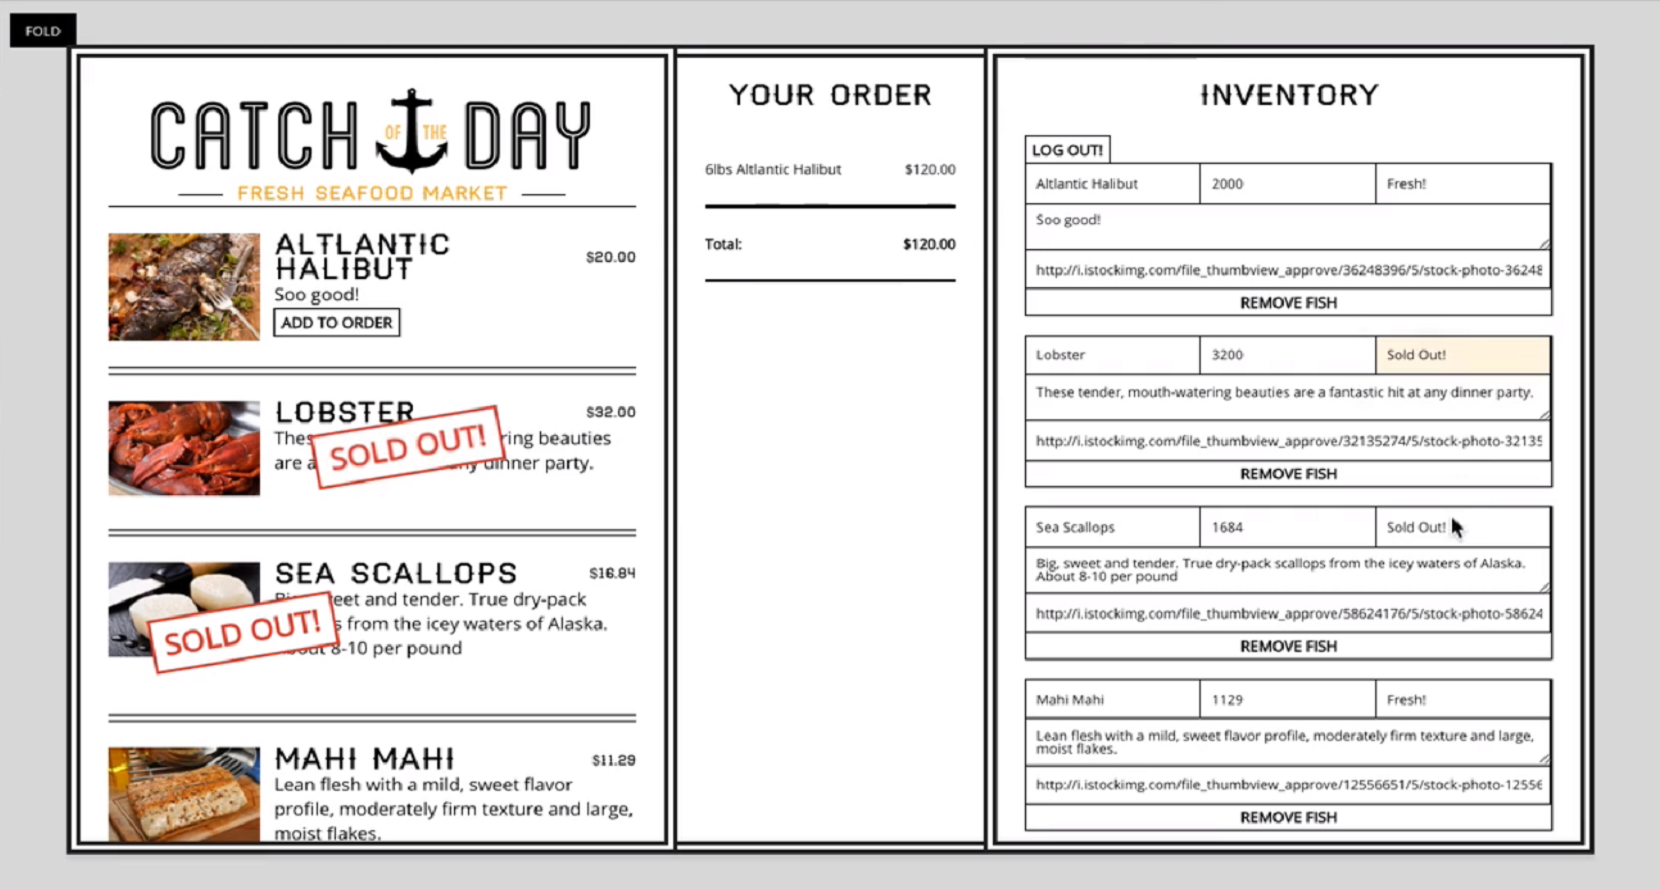 FOLD
CATCH OF THE DAY
FRESH SEAFOOD MARKET
ALTLANTIC
HALIBUT
$20.00
Soo good!
ADD TO ORDER
LOBSTER
$32.00
Thes ring beauties
are a ny dinner party.
SOLD OUT!
SEA SCALLOPS
$16.84
eet and tender. True dry-pack
s from the icey waters of Alaska.
8-10 per pound
SOLD OUT!
MAHI MAHI
$11.29
Lean flesh with a mild, sweet flavor
profile, moderately firm texture and large,
moist flakes.
YOUR ORDER
6lbs Altlantic Halibut $120.00
Total: $120.00
INVENTORY
LOG OUT!
Altlantic Halibut 2000 Fresh!
Soo good!
http://i.istockimg.com/file_thumbview_approve/36248396/5/stock-photo-36248
REMOVE FISH
Lobster 3200 Sold Out!
These tender, mouth-watering beauties are a fantastic hit at any dinner party.
http://i.istockimg.com/file_thumbview_approve/32135274/5/stock-photo-32135
REMOVE FISH
Sea Scallops 1684 Sold Out!
Big, sweet and tender. True dry-pack scallops from the icey waters of Alaska.
About 8-10 per pound
http://i.istockimg.com/file_thumbview_approve/58624176/5/stock-photo-58624
REMOVE FISH
Mahi Mahi 1129 Fresh!
Lean flesh with a mild, sweet flavor profile, moderately firm texture and large,
moist flakes.
http://i.istockimg.com/file_thumbview_approve/12556651/5/stock-photo-12556
REMOVE FISH